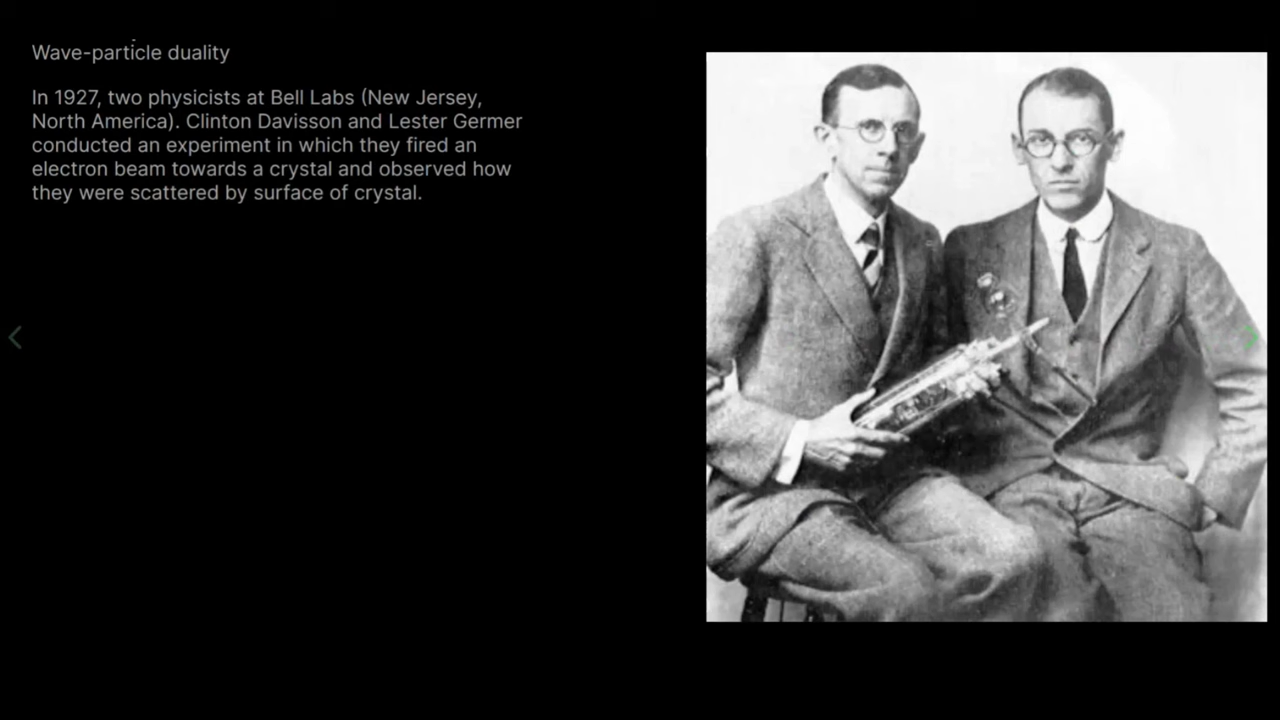 Wave-particle duality
In 1927, two physicists at Bell Labs (New Jersey,
North America). Clinton Davisson and Lester Germer
conducted an experiment in which they fired an
electron beam towards a crystal and observed how
they were scattered by surface of crystal.